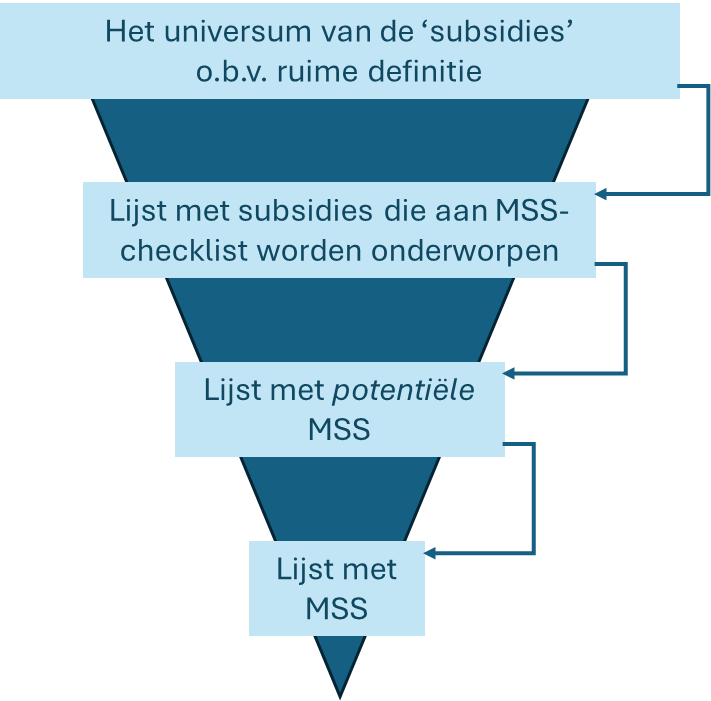 Het universum van de ‘subsidies’
o.b.v. ruime definitie
Lijst met subsidies die aan MSS-
checklist worden onderworpen
Lijst met potentiële
MSS
Lijst met
MSS